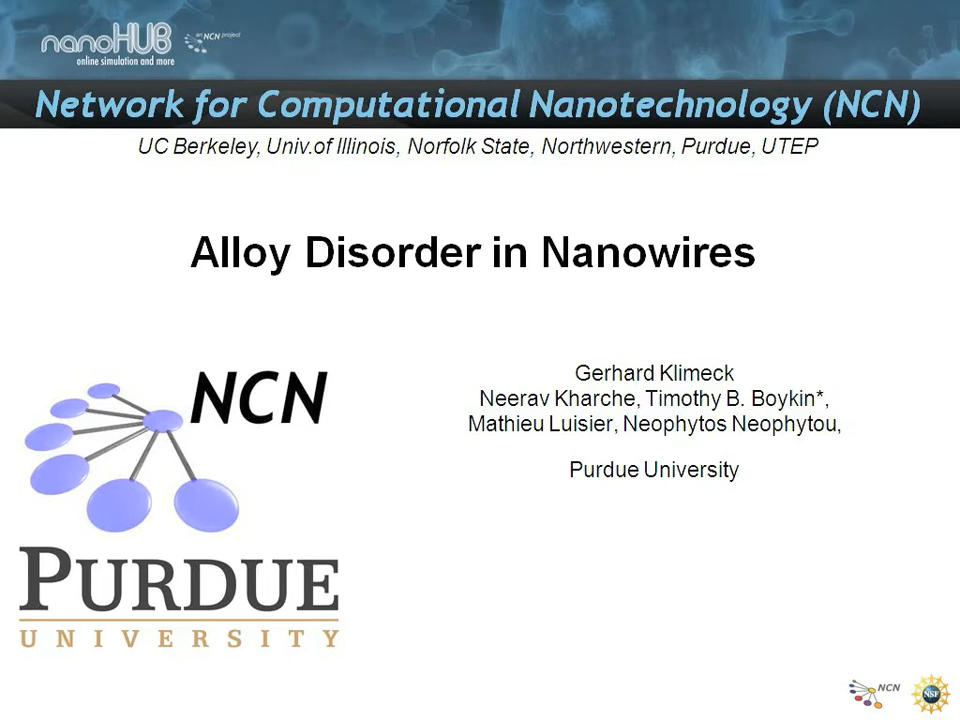 nanoHUB
an NCN project
online simulation and more
Network for Computational Nanotechnology (NCN)
UC Berkeley, Univ.of Illinois, Norfolk State, Northwestern, Purdue, UTEP
Alloy Disorder in Nanowires
NCN
Gerhard Klimeck
Neerav Kharche, Timothy B. Boykin*,
Mathieu Luisier, Neophytos Neophytou,
Purdue University
PURDUE
UNIVERSITY
NCN
NSF